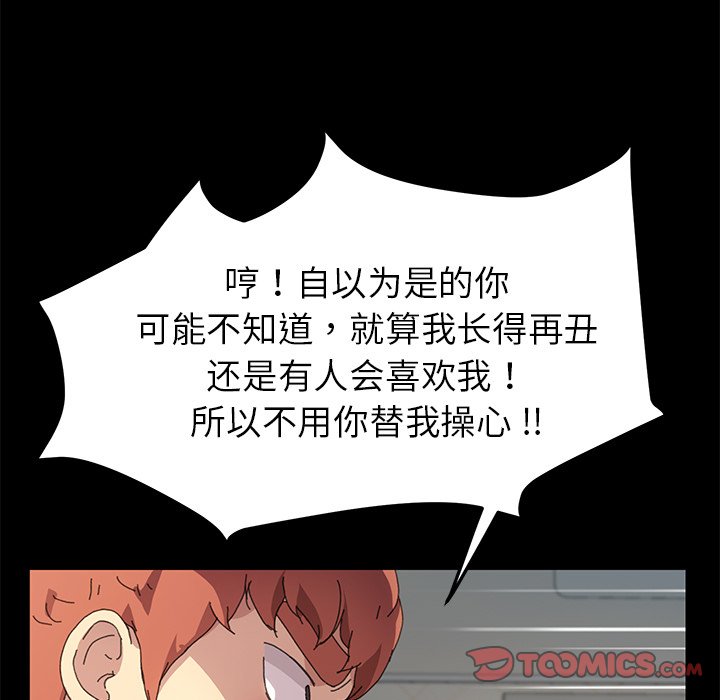 哼！自以为是的你
可能不知道，就算我长得再丑
还是有人会喜欢我！
所以不用你替我操心!!
TOOMICS.COM